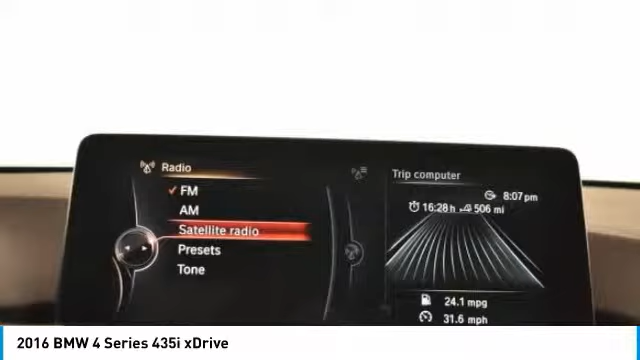 Radio
✓ FM
AM
Satellite radio
Presets
Tone
Trip computer
8:07 pm
16:28 h 506 mi
24.1 mpg
31.6 mph
2016 BMW 4 Series 435i xDrive